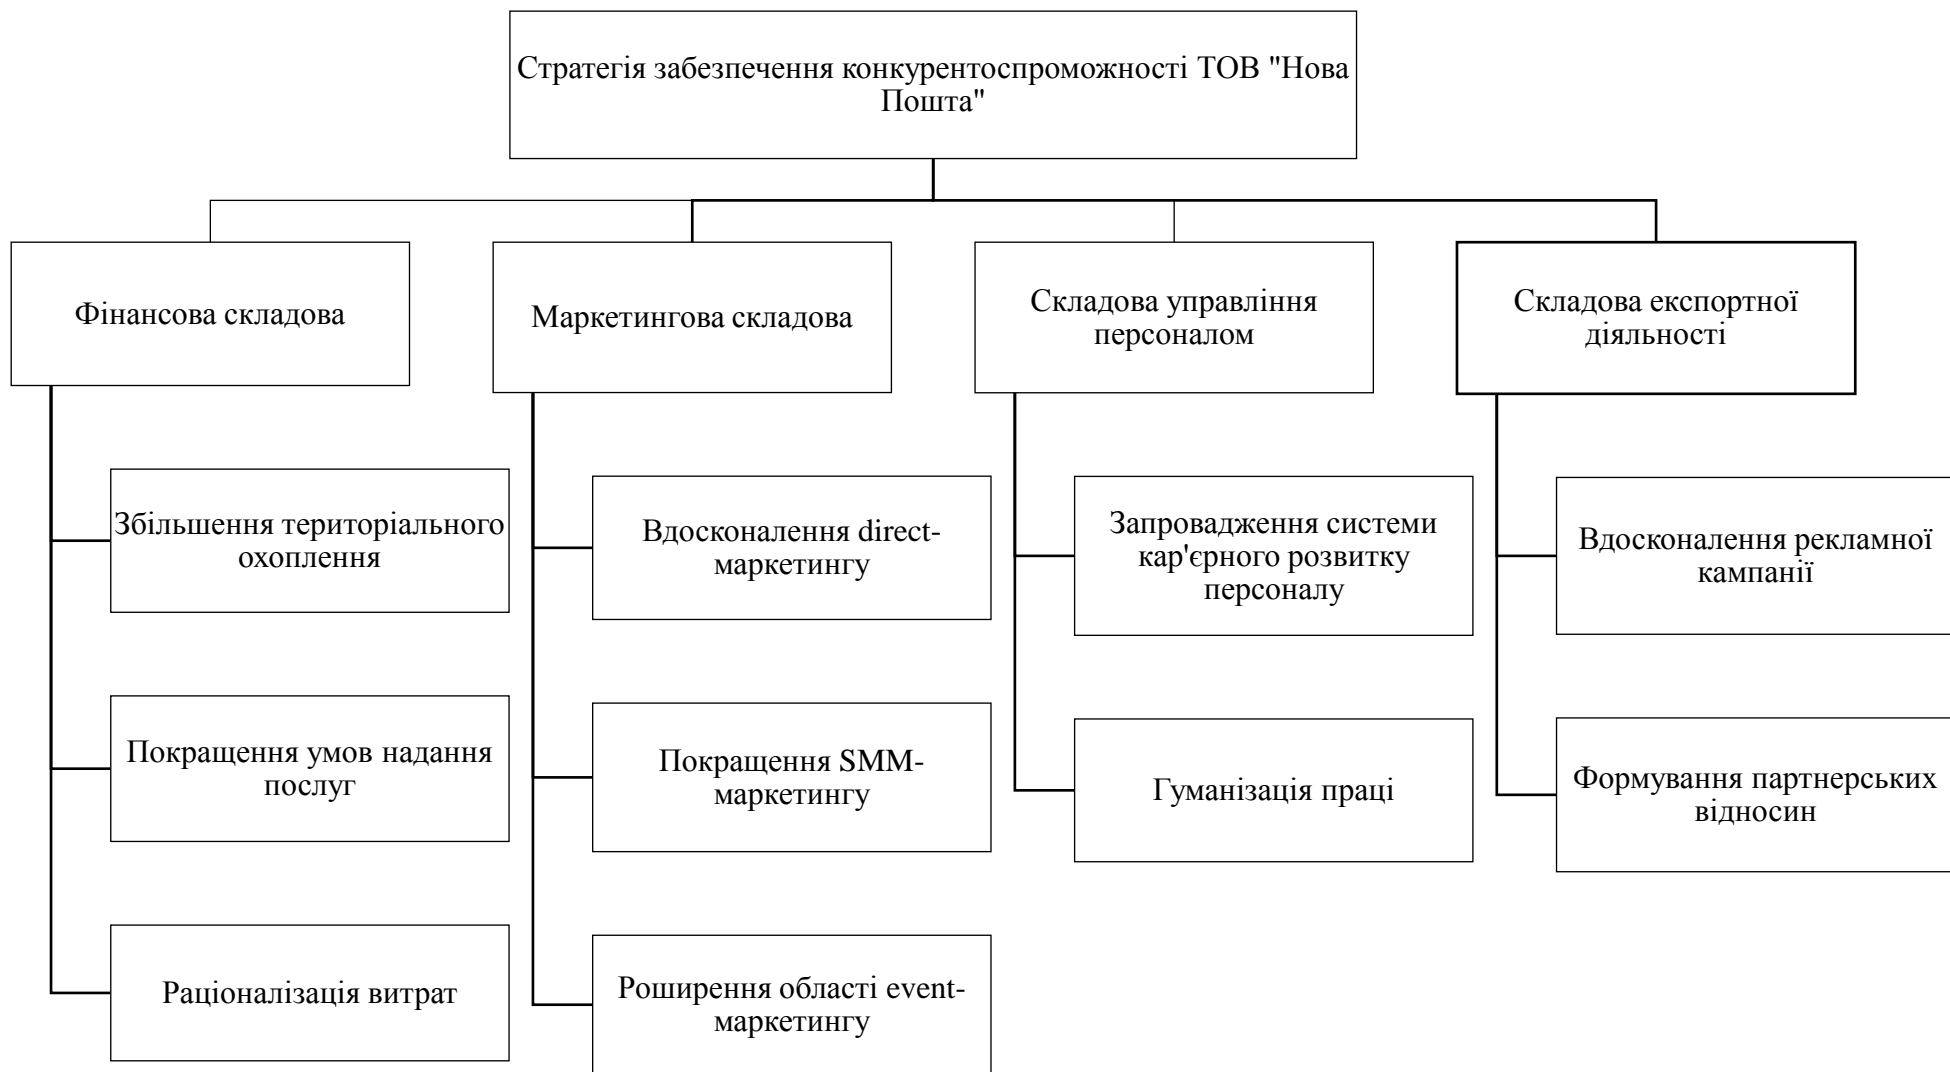 Стратегія забезпечення конкурентоспроможності ТОВ "Нова
Пошта"
Фінансова складова
Маркетингова складова
Складова управління
персоналом
Складова експортної
діяльності
Збільшення територіального
охоплення
Покращення умов надання
послуг
Раціоналізація витрат
Вдосконалення direct-
маркетингу
Покращення SMM-
маркетингу
Роширення області event-
маркетингу
Запровадження системи
кар'єрного розвитку
персоналу
Гуманізація праці
Вдосконалення рекламної
кампанії
Формування партнерських
відносин